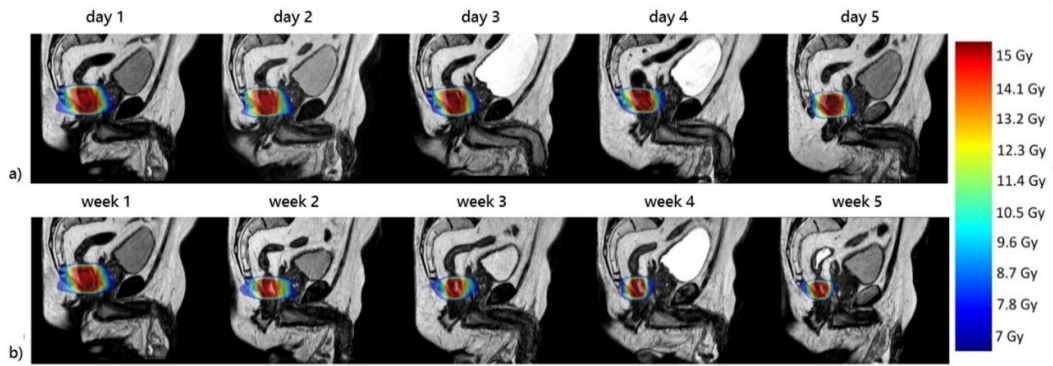 day 1
day 2
day 3
day 4
day 5
a)
week 1
week 2
week 3
week 4
week 5
b)
15 Gy
14.1 Gy
13.2 Gy
12.3 Gy
11.4 Gy
10.5 Gy
9.6 Gy
8.7 Gy
7.8 Gy
7 Gy